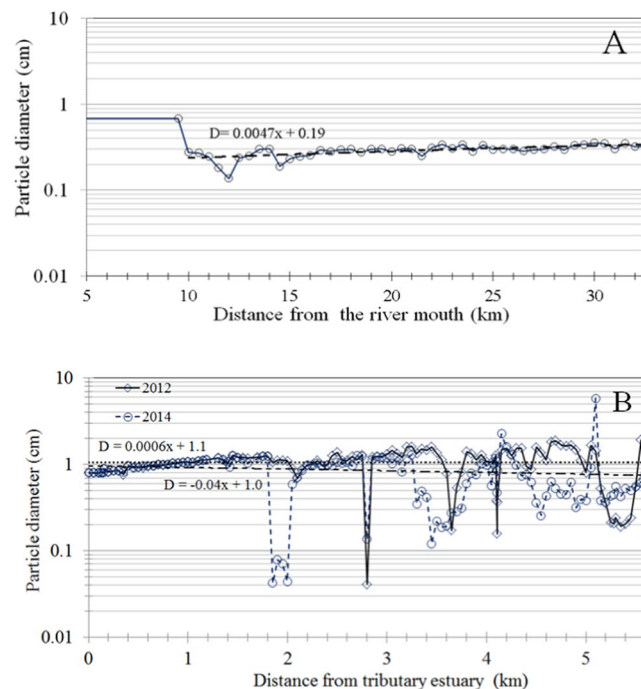 A
Particle diameter (cm)
10
1
0.1
0.01
D= 0.0047x + 0.19
5 10 15 20 25 30
Distance from the river mouth (km)
B
Particle diameter (cm)
10
1
0.1
0.01
2012
2014
D = 0.0006x + 1.1
D = -0.04x + 1.0
0 1 2 3 4 5
Distance from tributary estuary (km)